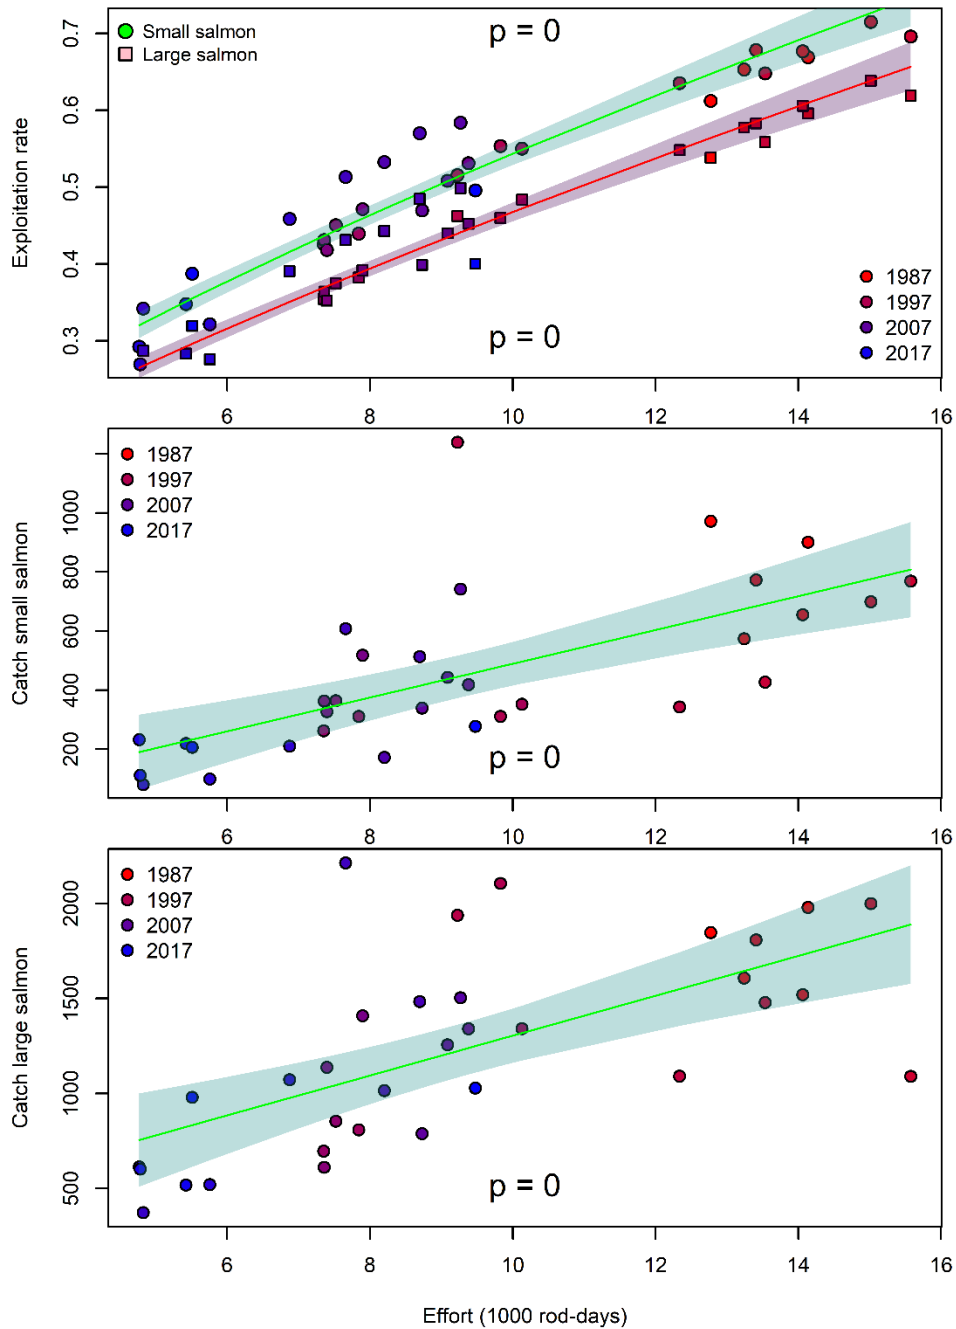 p = 0
Small salmon
Large salmon
0.7
0.6
0.5
0.4
0.3
Exploitation rate
1987
1997
2007
2017
p = 0
6 8 10 12 14 16
1987
1997
2007
2017
1000
800
600
400
200
Catch small salmon
p = 0
6 8 10 12 14 16
1987
1997
2007
2017
2000
1500
1000
500
Catch large salmon
p = 0
6 8 10 12 14 16
Effort (1000 rod-days)